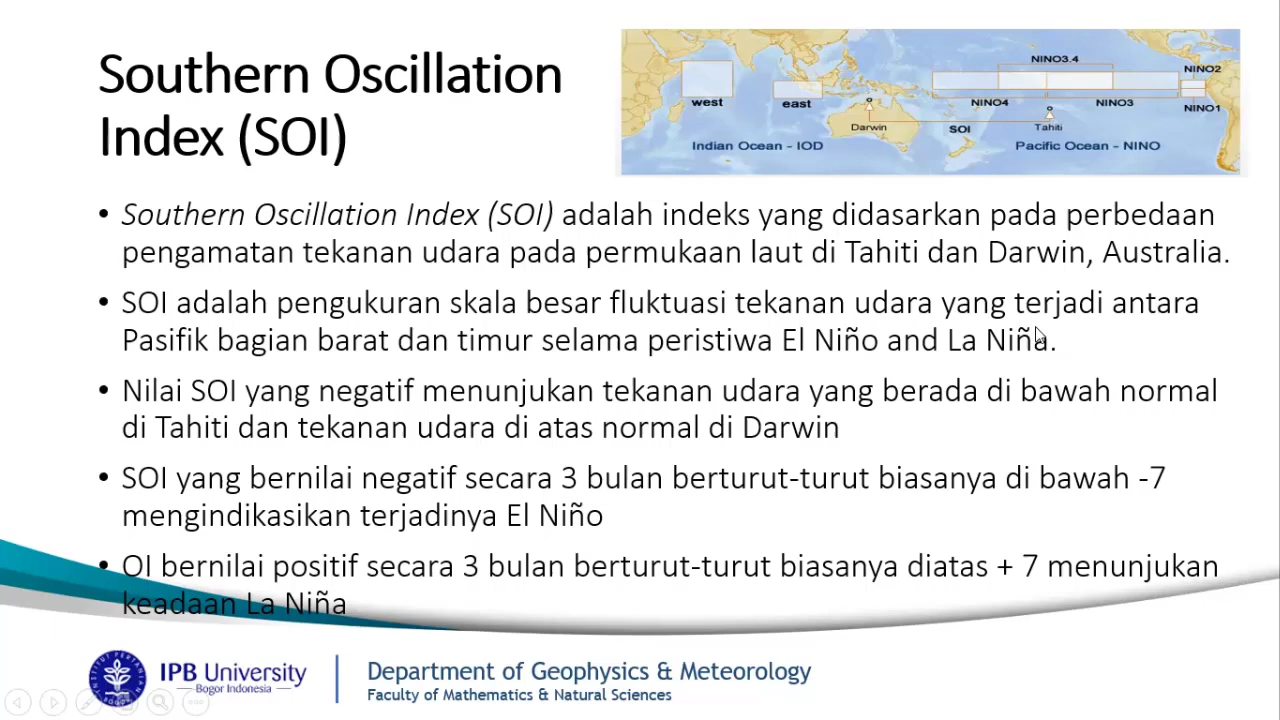 Southern Oscillation
Index (SOI)
NINO3.4
NINO2
west
east
NINO4
NINO3
NINO1
Darwin
SOI
Tahiti
Indian Ocean - IOD
Pacific Ocean - NINO
• Southern Oscillation Index (SOI) adalah indeks yang didasarkan pada perbedaan
pengamatan tekanan udara pada permukaan laut di Tahiti dan Darwin, Australia.
• SOI adalah pengukuran skala besar fluktuasi tekanan udara yang terjadi antara
Pasifik bagian barat dan timur selama peristiwa El Niño and La Niña.
• Nilai SOI yang negatif menunjukan tekanan udara yang berada di bawah normal
di Tahiti dan tekanan udara di atas normal di Darwin
• SOI yang bernilai negatif secara 3 bulan berturut-turut biasanya di bawah -7
mengindikasikan terjadinya El Niño
• OI bernilai positif secara 3 bulan berturut-turut biasanya diatas + 7 menunjukan
keadaan La Niña
IPB University
Bogor Indonesia
Department of Geophysics & Meteorology
Faculty of Mathematics & Natural Sciences